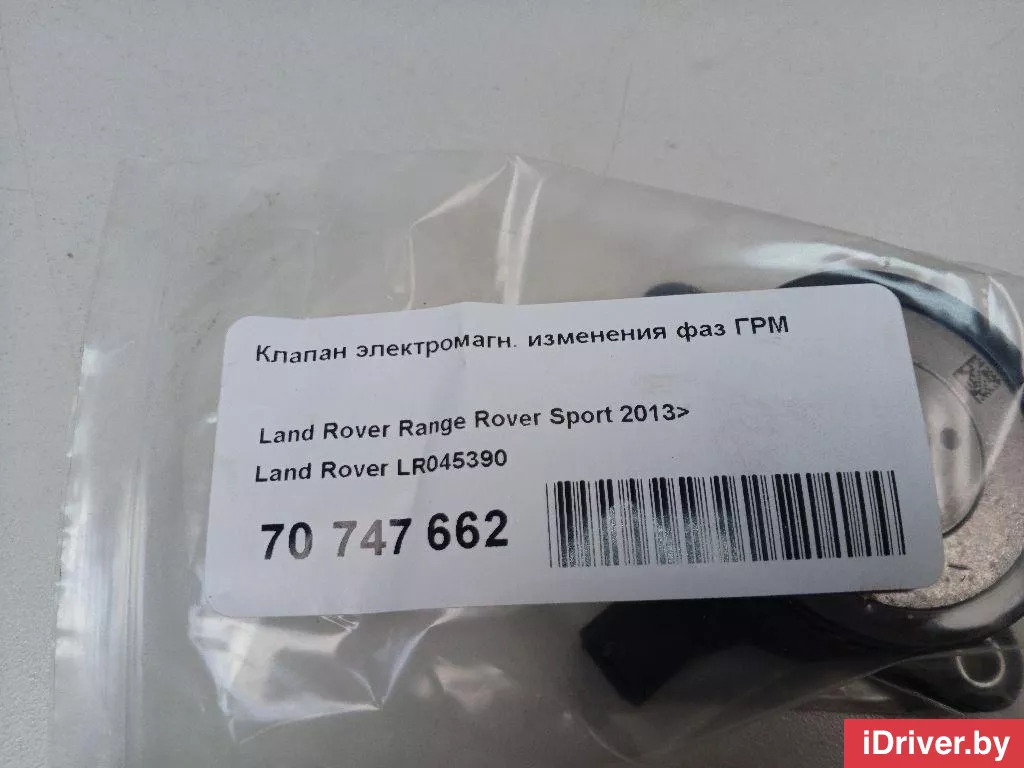 Клапан электромагн. изменения фаз ГРМ
Land Rover Range Rover Sport 2013>
Land Rover LR045390
70 747 662
iDriver.by